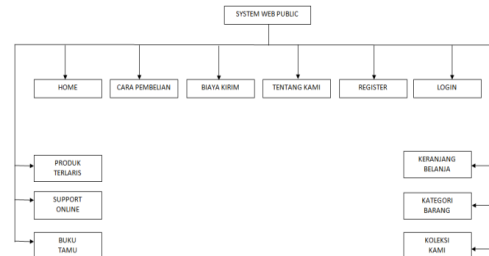 SYSTEM WEB PUBLIC
HOME
CARA PEMBELIAN
BIAYA KIRIM
TENTANG KAMI
REGISTER
LOGIN
PRODUK
TERLARIS
KERANJANG
BELANJA
SUPPORT
ONLINE
KATEGORI
BARANG
BUKU
TAMU
KOLEKSI
KAMI